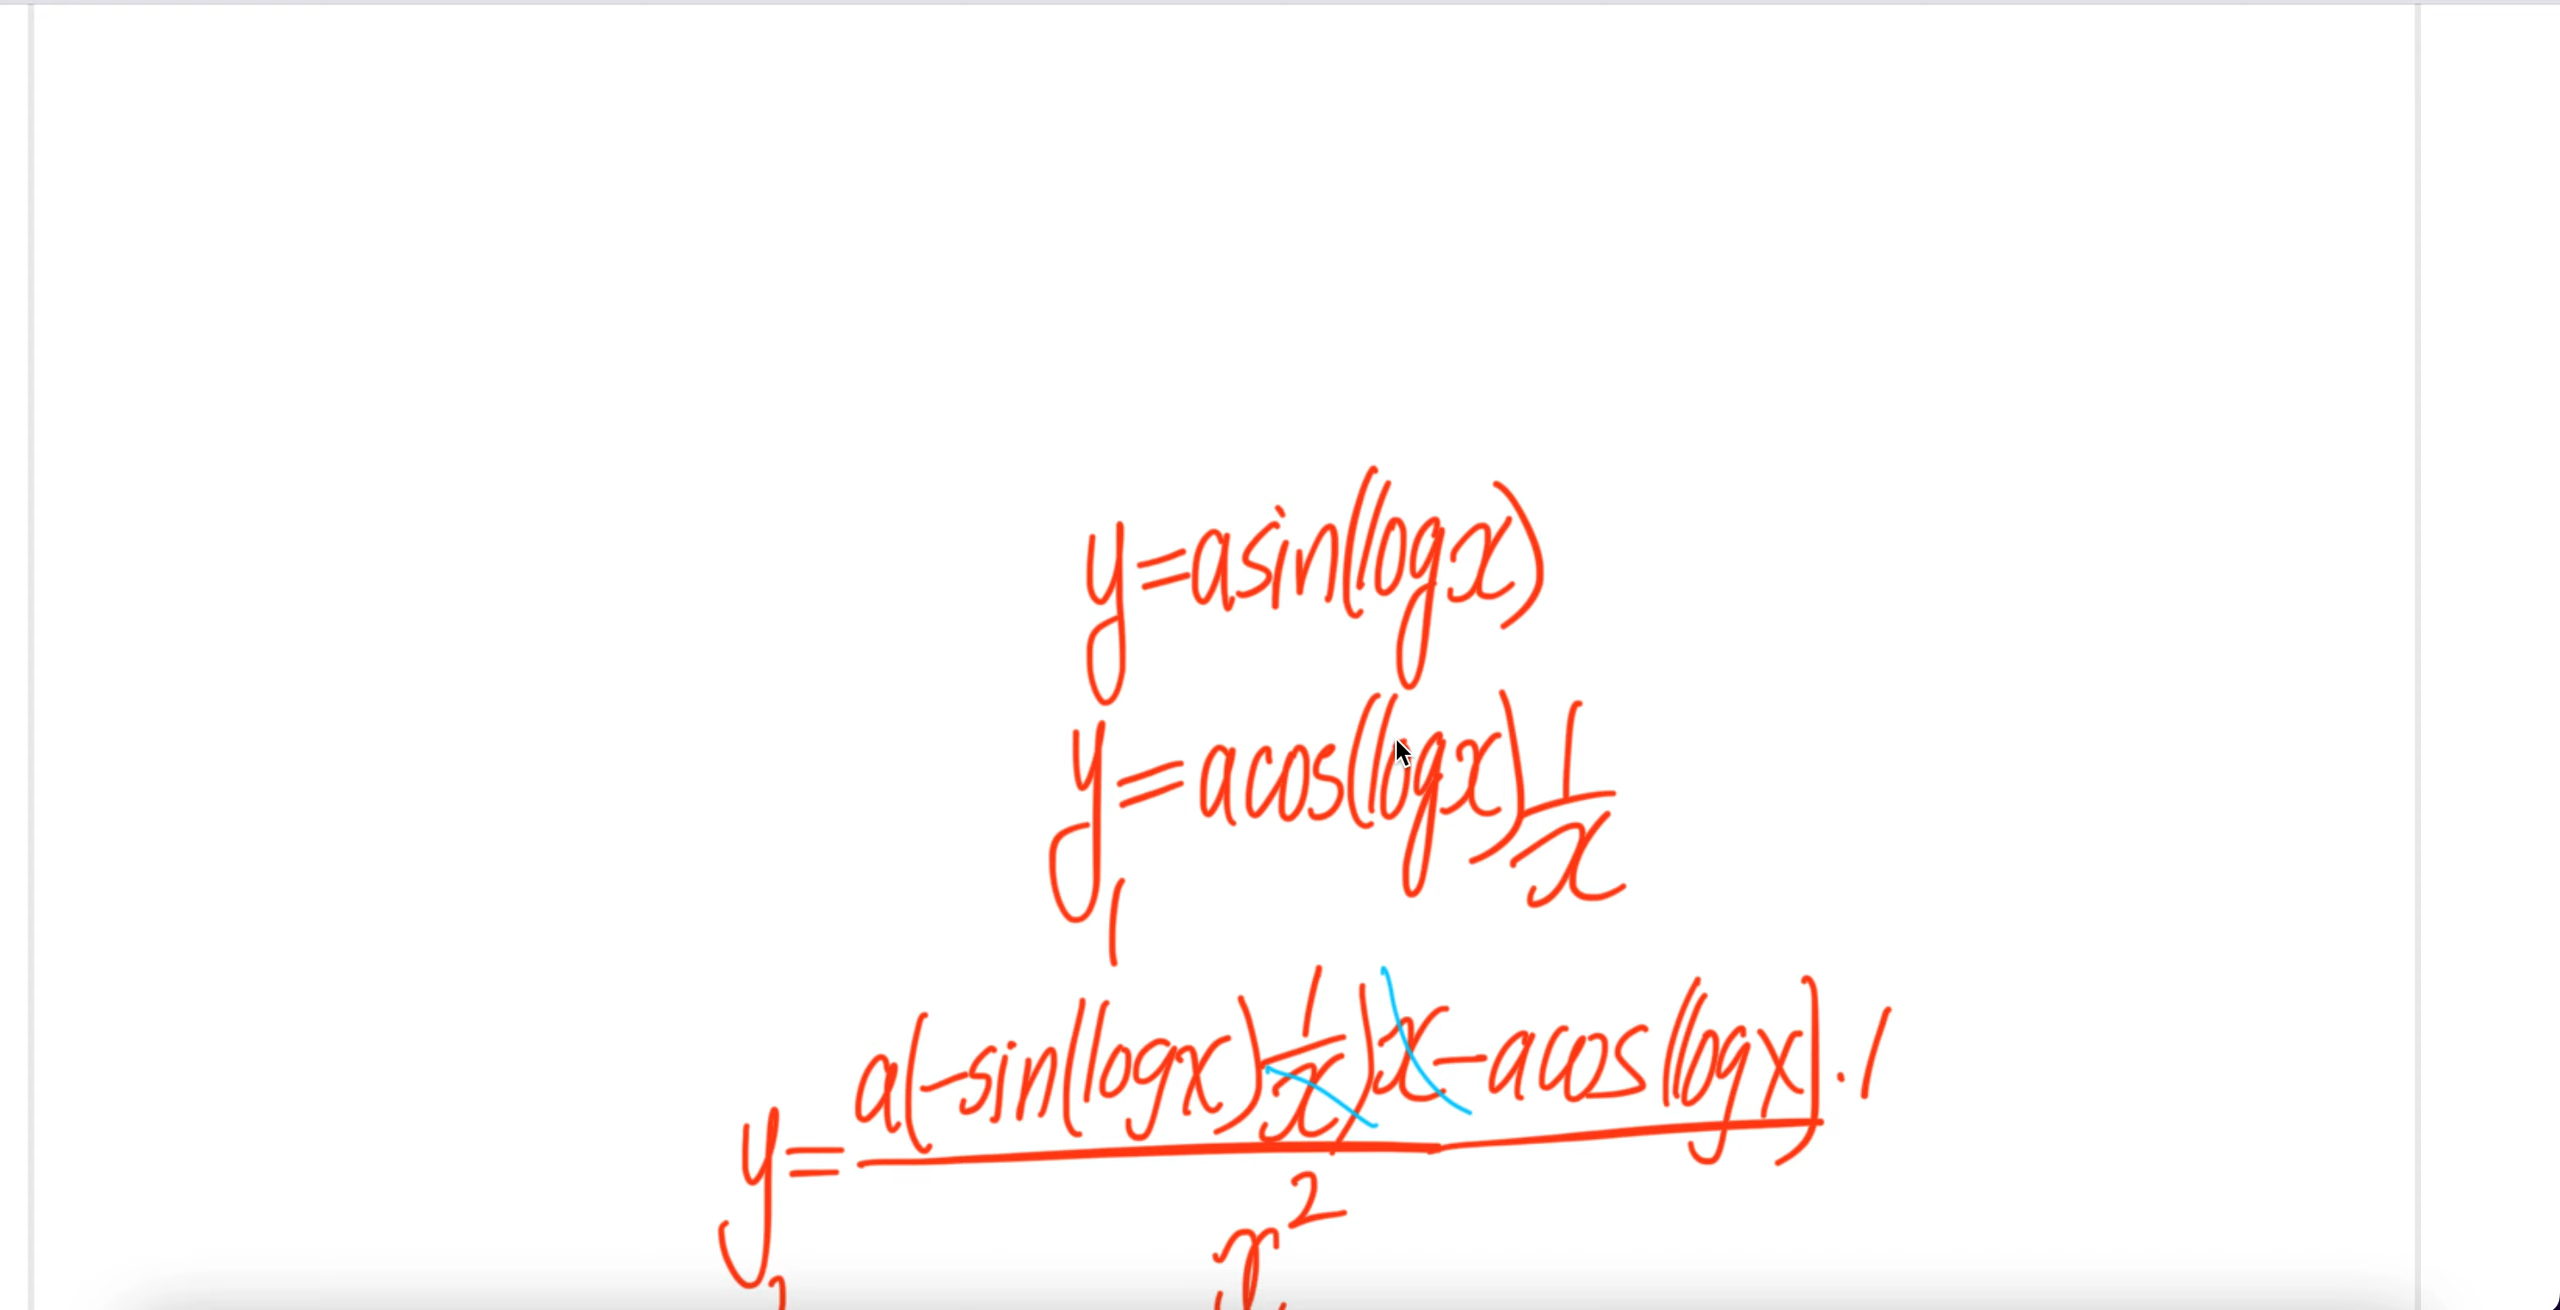 y=asin(logx)
y₁=acos(logx)1/x
y₂=(a(-sin(logx)1/x)x-acos(logx).1)/x²